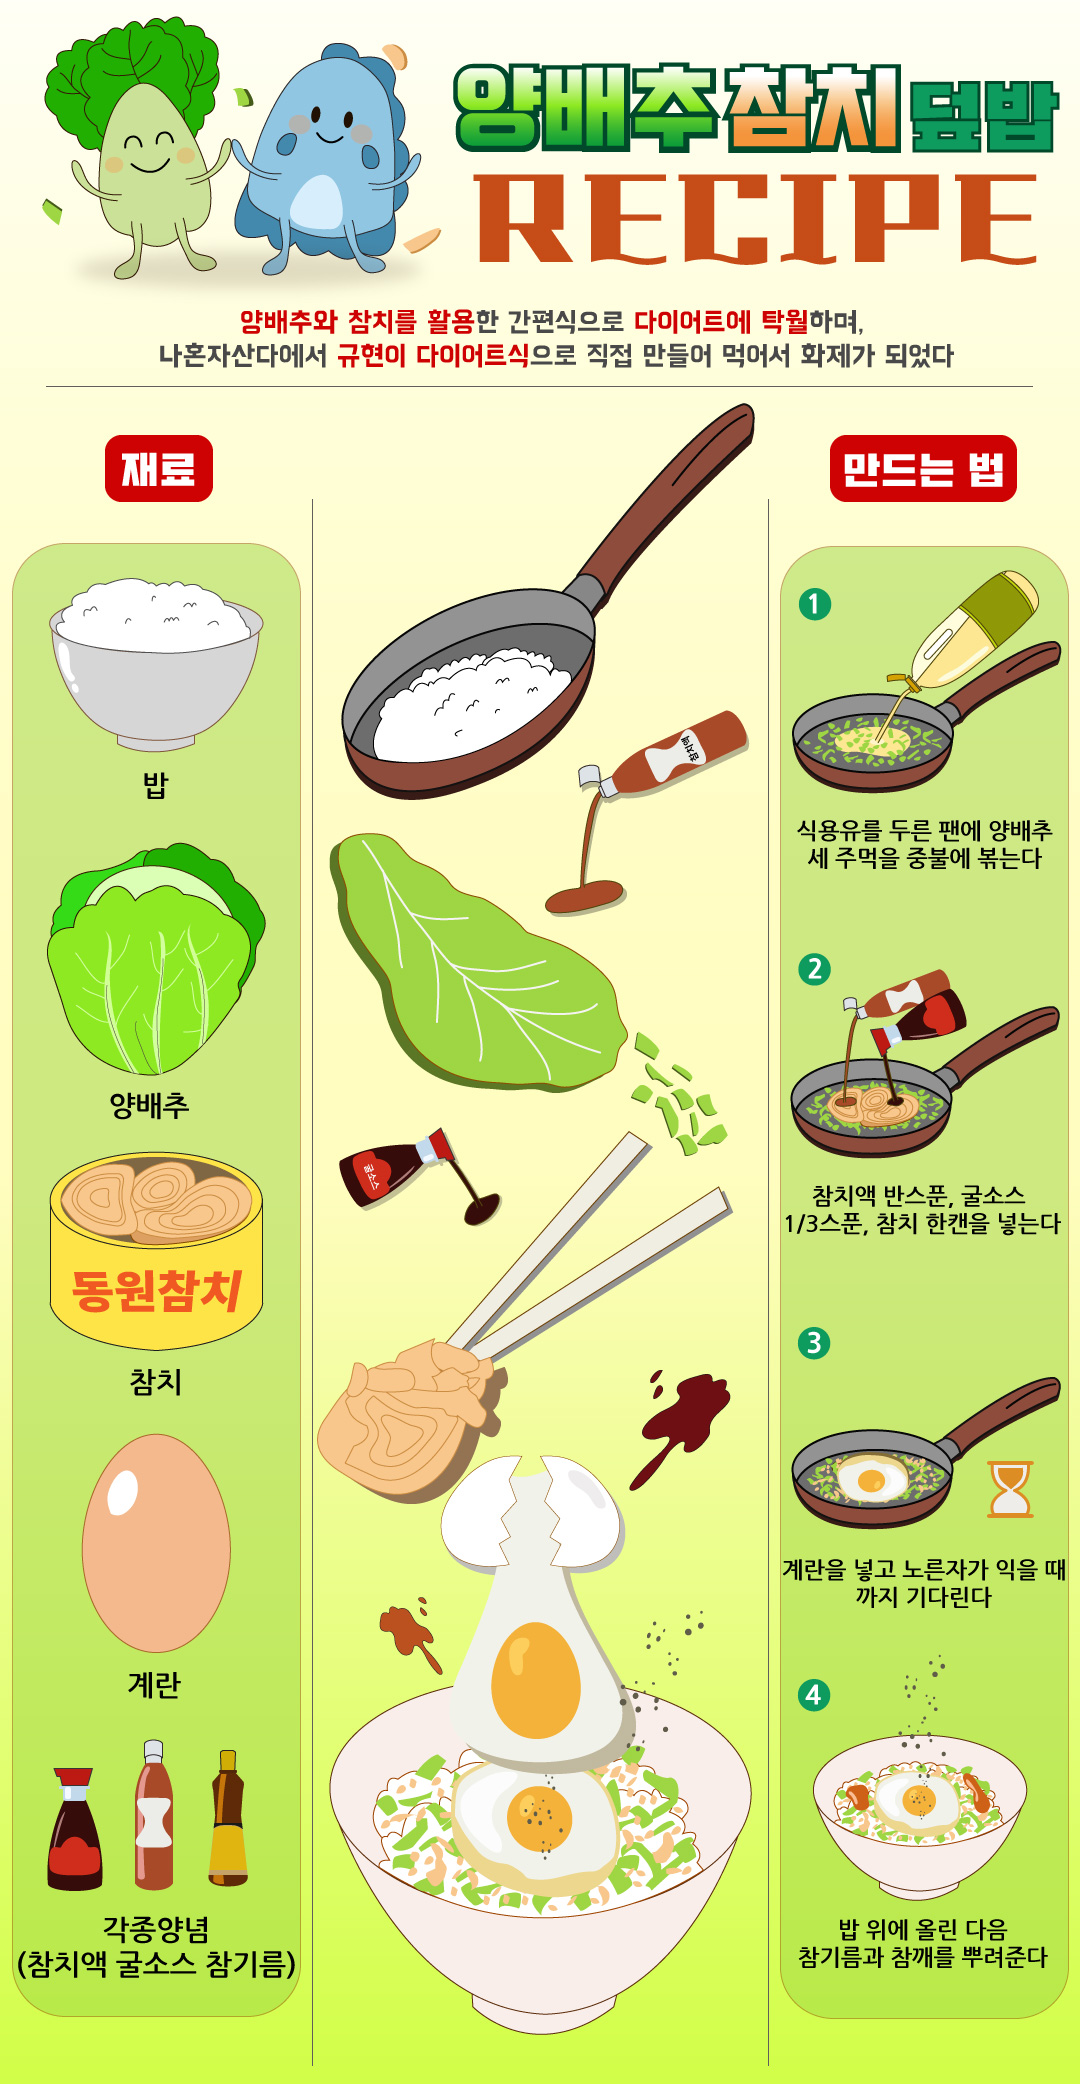 양배추 참치 덮밥
RECIPE
양배추와 참치를 활용한 간편식으로 다이어트에 탁월하며,
나혼자산다에서 규현이 다이어트식으로 직접 만들어 먹어서 화제가 되었다
재료
밥
양배추
동원참치
참치
계란
각종양념
(참치액 굴소스 참기름)
참치액
굴소스
만드는 법
1
식용유를 두른 팬에 양배추
세 주먹을 중불에 볶는다
2
참치액 반스푼, 굴소스
1/3스푼, 참치 한캔을 넣는다
3
계란을 넣고 노른자가 익을 때
까지 기다린다
4
밥 위에 올린 다음
참기름과 참깨를 뿌려준다